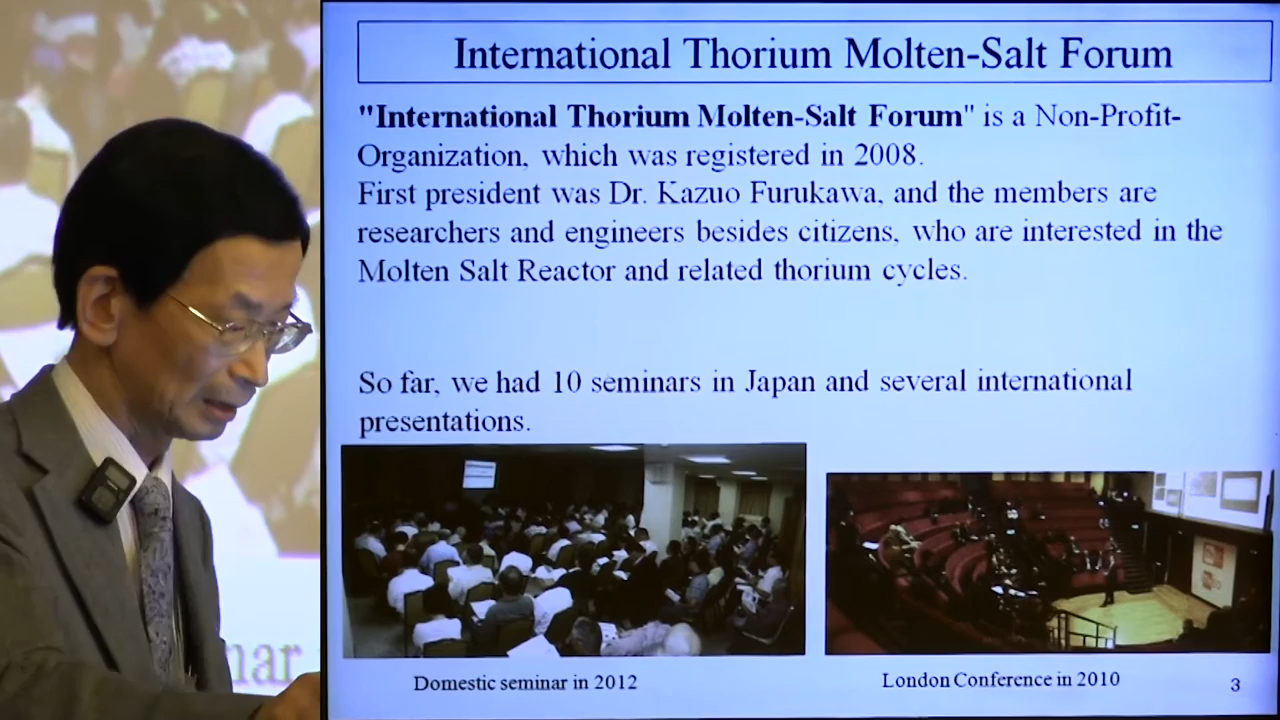 International Thorium Molten-Salt Forum
"International Thorium Molten-Salt Forum" is a Non-Profit-
Organization, which was registered in 2008.
First president was Dr. Kazuo Furukawa, and the members are
researchers and engineers besides citizens, who are interested in the
Molten Salt Reactor and related thorium cycles.
So far, we had 10 seminars in Japan and several international
presentations.
Domestic seminar in 2012
London Conference in 2010
3